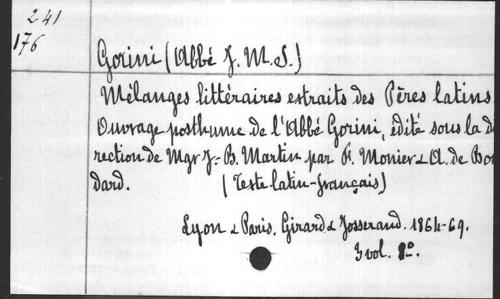 241
176
Gorini (Abbé J. M. S.)
Mélanges littéraires extraits des Pères latins
Ouvrage posthume de l'Abbé Gorini, édité sous la di
rection de Mgr J. B. Martin par F. Monier & A. de Bon
dard. (Texte latin-français)
Lyon & Paris. Girard & Josserand. 1864-69.
3 vol. 8º.